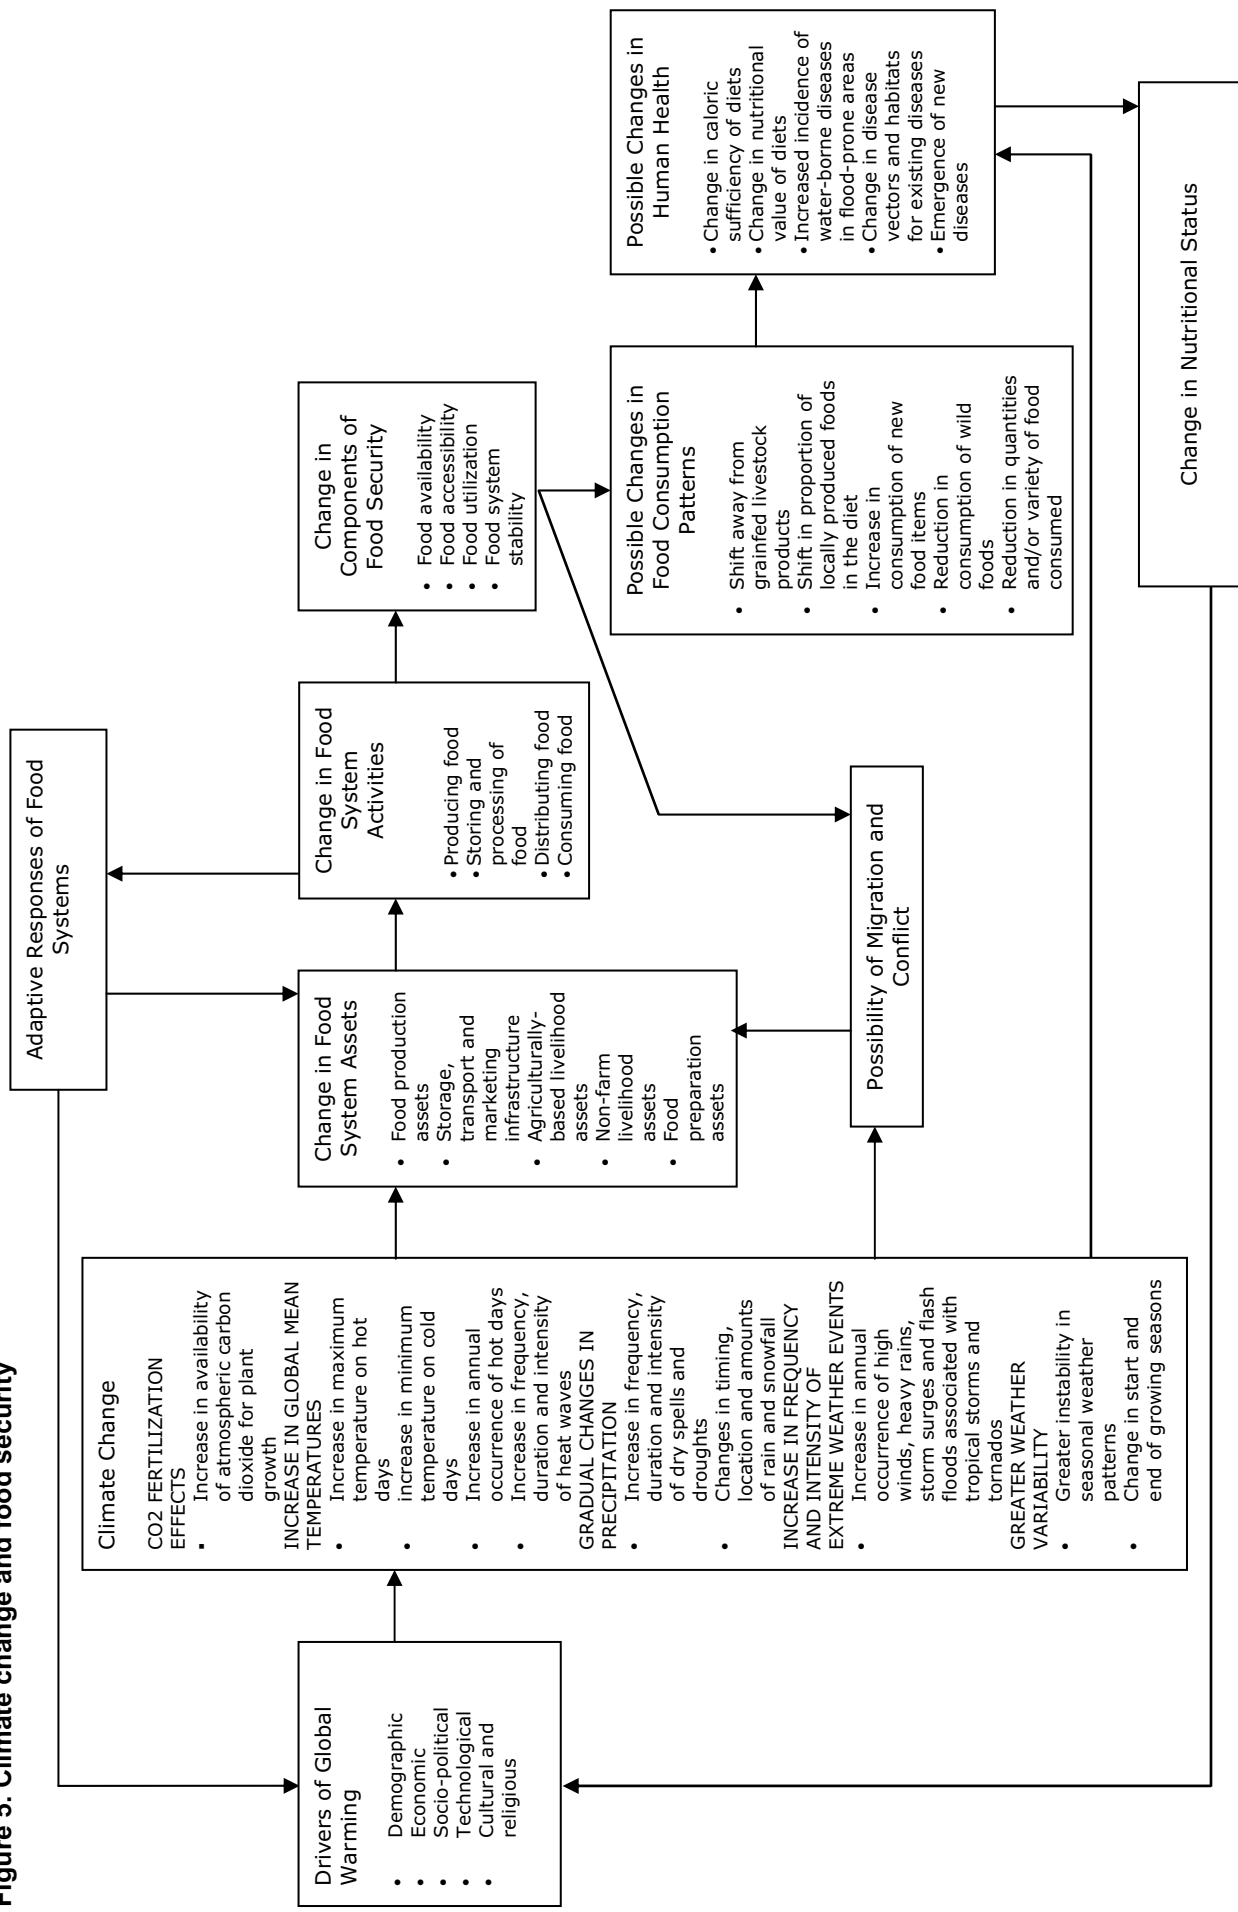 Figure 5. Climate change and food security
Adaptive Responses of Food
Systems
Drivers of Global
Warming
• Demographic
• Economic
• Socio-political
• Technological
• Cultural and
religious
Climate Change
CO2 FERTILIZATION
EFFECTS
▪ Increase in availability
of atmospheric carbon
dioxide for plant
growth
INCREASE IN GLOBAL MEAN
TEMPERATURES
• Increase in maximum
temperature on hot
days
• increase in minimum
temperature on cold
days
• Increase in annual
occurrence of hot days
• Increase in frequency,
duration and intensity
of heat waves
GRADUAL CHANGES IN
PRECIPITATION
• Increase in frequency,
duration and intensity
of dry spells and
droughts
• Changes in timing,
location and amounts
of rain and snowfall
INCREASE IN FREQUENCY
AND INTENSITY OF
EXTREME WEATHER EVENTS
• Increase in annual
occurrence of high
winds, heavy rains,
storm surges and flash
floods associated with
tropical storms and
tornados
GREATER WEATHER
VARIABILITY
• Greater instability in
seasonal weather
patterns
• Change in start and
end of growing seasons
Change in Food
System Assets
• Food production
assets
• Storage,
transport and
marketing
infrastructure
• Agriculturally-
based livelihood
assets
• Non-farm
livelihood
assets
• Food
preparation
assets
Change in Food
System
Activities
• Producing food
• Storing and
processing of
food
• Distributing food
• Consuming food
Change in
Components of
Food Security
• Food availability
• Food accessibility
• Food utilization
• Food system
stability
Possibility of Migration and
Conflict
Possible Changes in
Food Consumption
Patterns
• Shift away from
grainfed livestock
products
• Shift in proportion of
locally produced foods
in the diet
• Increase in
consumption of new
food items
• Reduction in
consumption of wild
foods
• Reduction in quantities
and/or variety of food
consumed
Possible Changes in
Human Health
• Change in caloric
sufficiency of diets
• Change in nutritional
value of diets
• Increased incidence of
water-borne diseases
in flood-prone areas
• Change in disease
vectors and habitats
for existing diseases
• Emergence of new
diseases
Change in Nutritional Status